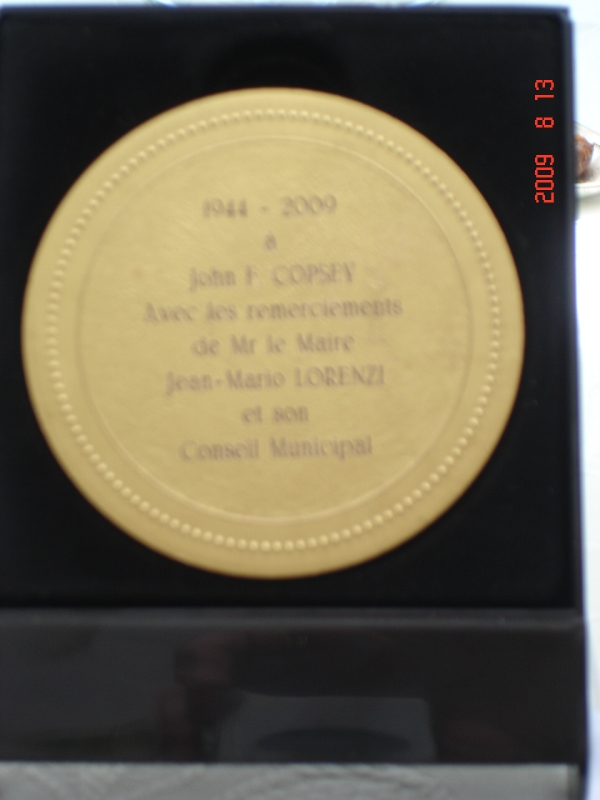 1944 - 2009
à
John F COPSEY
Avec les remerciements
de Mr le Maire
Jean-Mario LORENZI
et son
Conseil Municipal
2009 8 13